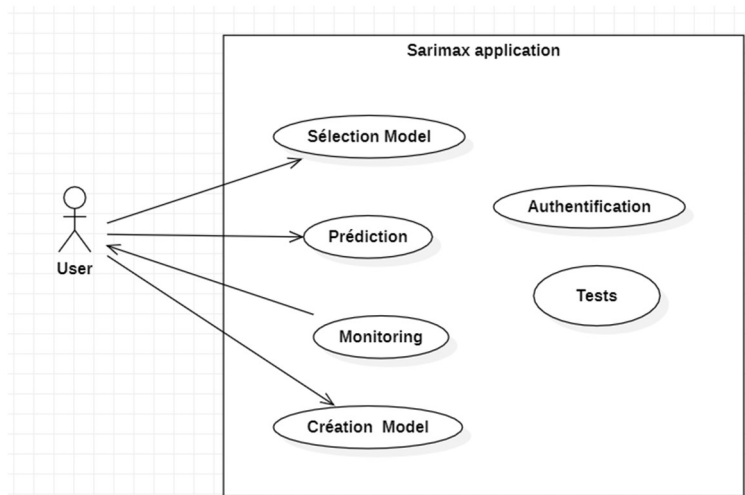 Sarimax application
Sélection Model
Authentification
Prédiction
User
Tests
Monitoring
Création Model